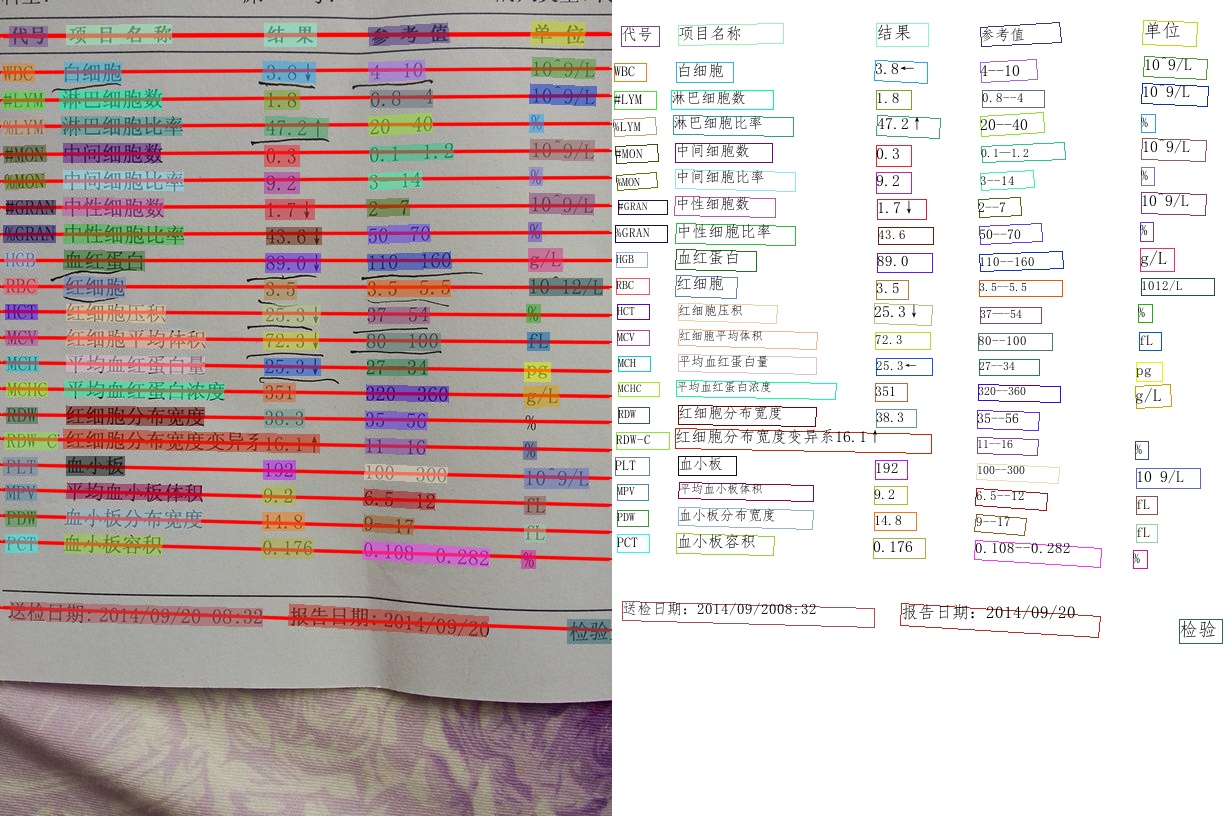 代号 项目名称 结果 参考值 单位
WBC 白细胞 3.8↓ 4--10 10^9/L
#LYM 淋巴细胞数 1.8 0.8--4 10^9/L
%LYM 淋巴细胞比率 47.2↑ 20--40 %
#MON 中间细胞数 0.3 0.1--1.2 10^9/L
%MON 中间细胞比率 9.2 3--14 %
#GRAN 中性细胞数 1.7↓ 2--7 10^9/L
%GRAN 中性细胞比率 43.6↓ 50--70 %
HGB 血红蛋白 89.0↓ 110--160 g/L
RBC 红细胞 3.5 3.5--5.5 10^12/L
HCT 红细胞压积 25.3↓ 37--54 %
MCV 红细胞平均体积 72.3↓ 80--100 fL
MCH 平均血红蛋白量 25.3↓ 27--34 pg
MCHC 平均血红蛋白浓度 351 320--360 g/L
RDW 红细胞分布宽度 38.3 35--56 %
RDW-C 红细胞分布宽度变异系 16.1↑ 11--16 %
PLT 血小板 192 100--300 10^9/L
MPV 平均血小板体积 9.2 6.5--12 fL
PDW 血小板分布宽度 14.8 9--17 fL
PCT 血小板容积 0.176 0.108--0.282 %
送检日期: 2014/09/20 08:32 报告日期: 2014/09/20 检验
代号 项目名称 结果 参考值 单位
WBC 白细胞 3.8← 4--10 10^9/L
#LYM 淋巴细胞数 1.8 0.8--4 10^9/L
%LYM 淋巴细胞比率 47.2↑ 20--40 %
#MON 中间细胞数 0.3 0.1--1.2 10^9/L
%MON 中间细胞比率 9.2 3--14 %
#GRAN 中性细胞数 1.7↓ 2--7 10^9/L
%GRAN 中性细胞比率 43.6 50--70 %
HGB 血红蛋白 89.0 110--160 g/L
RBC 红细胞 3.5 3.5--5.5 1012/L
HCT 红细胞压积 25.3↓ 37--54 %
MCV 红细胞平均体积 72.3 80--100 fL
MCH 平均血红蛋白量 25.3← 27--34 pg
MCHC 平均血红蛋白浓度 351 320--360 g/L
RDW 红细胞分布宽度 38.3 35--56
RDW-C 红细胞分布宽度变异系16.1↑ 11--16 %
PLT 血小板 192 100--300 10 9/L
MPV 平均血小板体积 9.2 6.5--12 fL
PDW 血小板分布宽度 14.8 9--17 fL
PCT 血小板容积 0.176 0.108--0.282 %
送检日期: 2014/09/2008:32 报告日期: 2014/09/20 检验